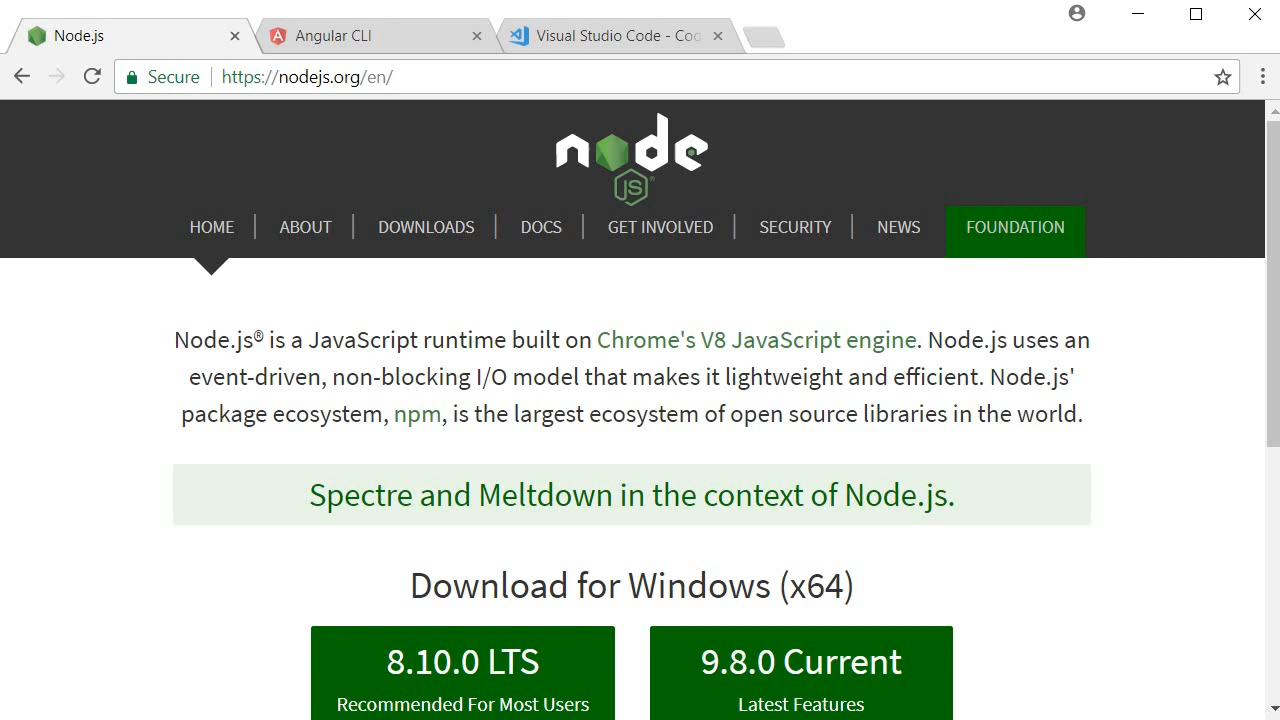 Node.js
Angular CLI
Visual Studio Code - Coo
Secure
https://nodejs.org/en/
node
JS
HOME
ABOUT
DOWNLOADS
DOCS
GET INVOLVED
SECURITY
NEWS
FOUNDATION
Node.js® is a JavaScript runtime built on Chrome's V8 JavaScript engine. Node.js uses an
event-driven, non-blocking I/O model that makes it lightweight and efficient. Node.js'
package ecosystem, npm, is the largest ecosystem of open source libraries in the world.
Spectre and Meltdown in the context of Node.js.
Download for Windows (x64)
8.10.0 LTS
Recommended For Most Users
9.8.0 Current
Latest Features